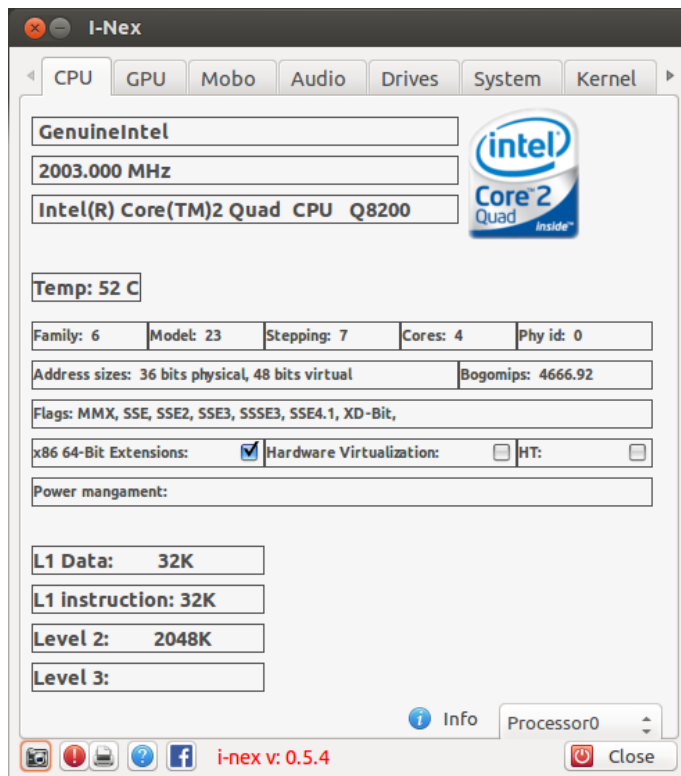 I-Nex
CPU GPU Mobo Audio Drives System Kernel
GenuineIntel
2003.000 MHz
Intel(R) Core(TM)2 Quad CPU Q8200
intel
Core™2
Quad
inside™
Temp: 52 C
Family: 6 Model: 23 Stepping: 7 Cores: 4 Phy id: 0
Address sizes: 36 bits physical, 48 bits virtual Bogomips: 4666.92
Flags: MMX, SSE, SSE2, SSE3, SSSE3, SSE4.1, XD-Bit,
x86 64-Bit Extensions: Hardware Virtualization: HT:
Power mangament:
L1 Data: 32K
L1 instruction: 32K
Level 2: 2048K
Level 3:
Info Processor0
i-nex v: 0.5.4 Close